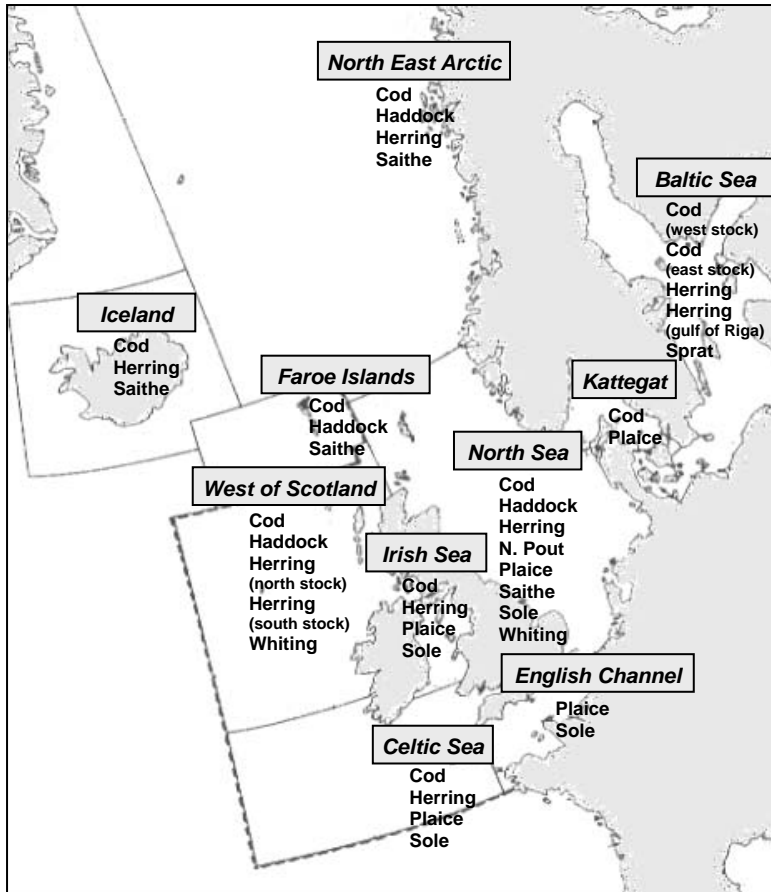 North East Arctic
Cod
Haddock
Herring
Saithe
Baltic Sea
Cod
(west stock)
Cod
(east stock)
Herring
Herring
(gulf of Riga)
Sprat
Iceland
Cod
Herring
Saithe
Faroe Islands
Cod
Haddock
Saithe
Kattegat
Cod
Plaice
North Sea
Cod
Haddock
Herring
N. Pout
Plaice
Saithe
Sole
Whiting
West of Scotland
Cod
Haddock
Herring
(north stock)
Herring
(south stock)
Whiting
Irish Sea
Cod
Herring
Plaice
Sole
English Channel
Plaice
Sole
Celtic Sea
Cod
Herring
Plaice
Sole